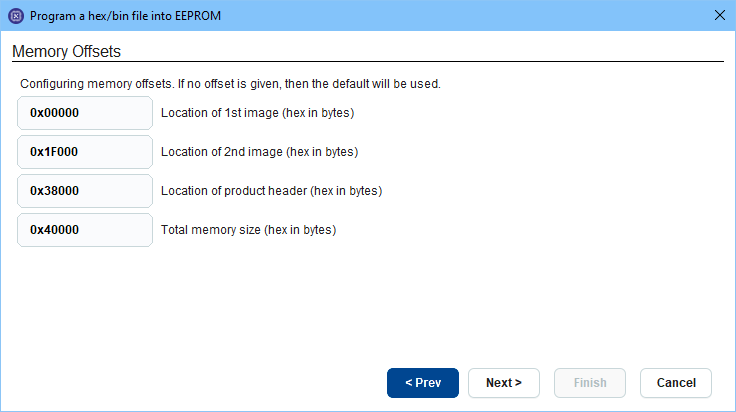 Program a hex/bin file into EEPROM
Memory Offsets
Configuring memory offsets. If no offset is given, then the default will be used.
0x00000 Location of 1st image (hex in bytes)
0x1F000 Location of 2nd image (hex in bytes)
0x38000 Location of product header (hex in bytes)
0x40000 Total memory size (hex in bytes)
< Prev Next > Finish Cancel